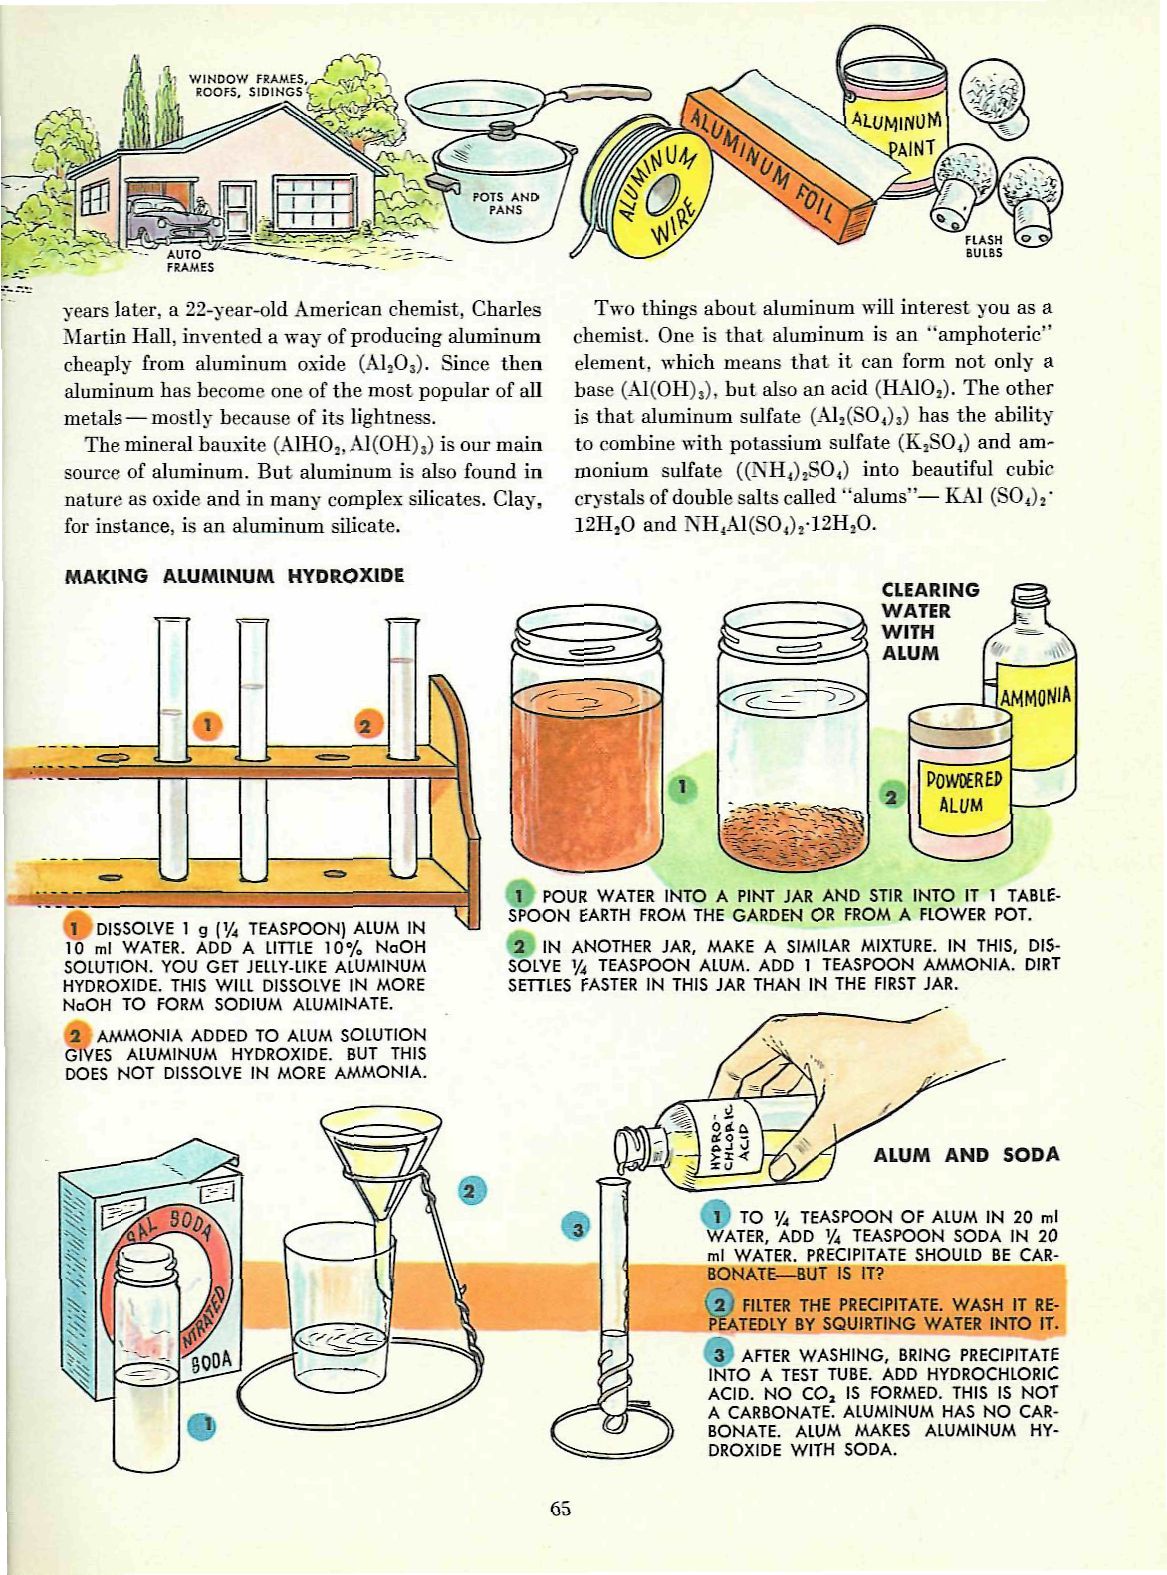 WINDOW FRAMES,
ROOFS, SIDINGS
AUTO
FRAMES
POTS AND
PANS
ALUMINUM
WIRE
ALUMINUM FOIL
ALUMINUM
PAINT
FLASH
BULBS
years later, a 22-year-old American chemist, Charles
Martin Hall, invented a way of producing aluminum
cheaply from aluminum oxide (Al₂O₃). Since then
aluminum has become one of the most popular of all
metals — mostly because of its lightness.
The mineral bauxite (AlHO₂, Al(OH)₃) is our main
source of aluminum. But aluminum is also found in
nature as oxide and in many complex silicates. Clay,
for instance, is an aluminum silicate.
Two things about aluminum will interest you as a
chemist. One is that aluminum is an “amphoteric”
element, which means that it can form not only a
base (Al(OH)₃), but also an acid (HAlO₂). The other
is that aluminum sulfate (Al₂(SO₄)₃) has the ability
to combine with potassium sulfate (K₂SO₄) and am-
monium sulfate ((NH₄)₂SO₄) into beautiful cubic
crystals of double salts called “alums”— KAl (SO₄)₂·
12H₂O and NH₄Al(SO₄)₂·12H₂O.
MAKING ALUMINUM HYDROXIDE
1
2
1 DISSOLVE 1 g (¼ TEASPOON) ALUM IN
10 ml WATER. ADD A LITTLE 10% NaOH
SOLUTION. YOU GET JELLY-LIKE ALUMINUM
HYDROXIDE. THIS WILL DISSOLVE IN MORE
NaOH TO FORM SODIUM ALUMINATE.
2 AMMONIA ADDED TO ALUM SOLUTION
GIVES ALUMINUM HYDROXIDE. BUT THIS
DOES NOT DISSOLVE IN MORE AMMONIA.
CLEARING
WATER
WITH
ALUM
AMMONIA
POWDERED
ALUM
1
2
1 POUR WATER INTO A PINT JAR AND STIR INTO IT 1 TABLE-
SPOON EARTH FROM THE GARDEN OR FROM A FLOWER POT.
2 IN ANOTHER JAR, MAKE A SIMILAR MIXTURE. IN THIS, DIS-
SOLVE ¼ TEASPOON ALUM. ADD 1 TEASPOON AMMONIA. DIRT
SETTLES FASTER IN THIS JAR THAN IN THE FIRST JAR.
SAL SODA
NTRATED
SODA
1
2
3
HYDRO-
CHLORIC
ACID
ALUM AND SODA
1 TO ¼ TEASPOON OF ALUM IN 20 ml
WATER, ADD ¼ TEASPOON SODA IN 20
ml WATER. PRECIPITATE SHOULD BE CAR-
BONATE—BUT IS IT?
2 FILTER THE PRECIPITATE. WASH IT RE-
PEATEDLY BY SQUIRTING WATER INTO IT.
3 AFTER WASHING, BRING PRECIPITATE
INTO A TEST TUBE. ADD HYDROCHLORIC
ACID. NO CO₂ IS FORMED. THIS IS NOT
A CARBONATE. ALUMINUM HAS NO CAR-
BONATE. ALUM MAKES ALUMINUM HY-
DROXIDE WITH SODA.
65